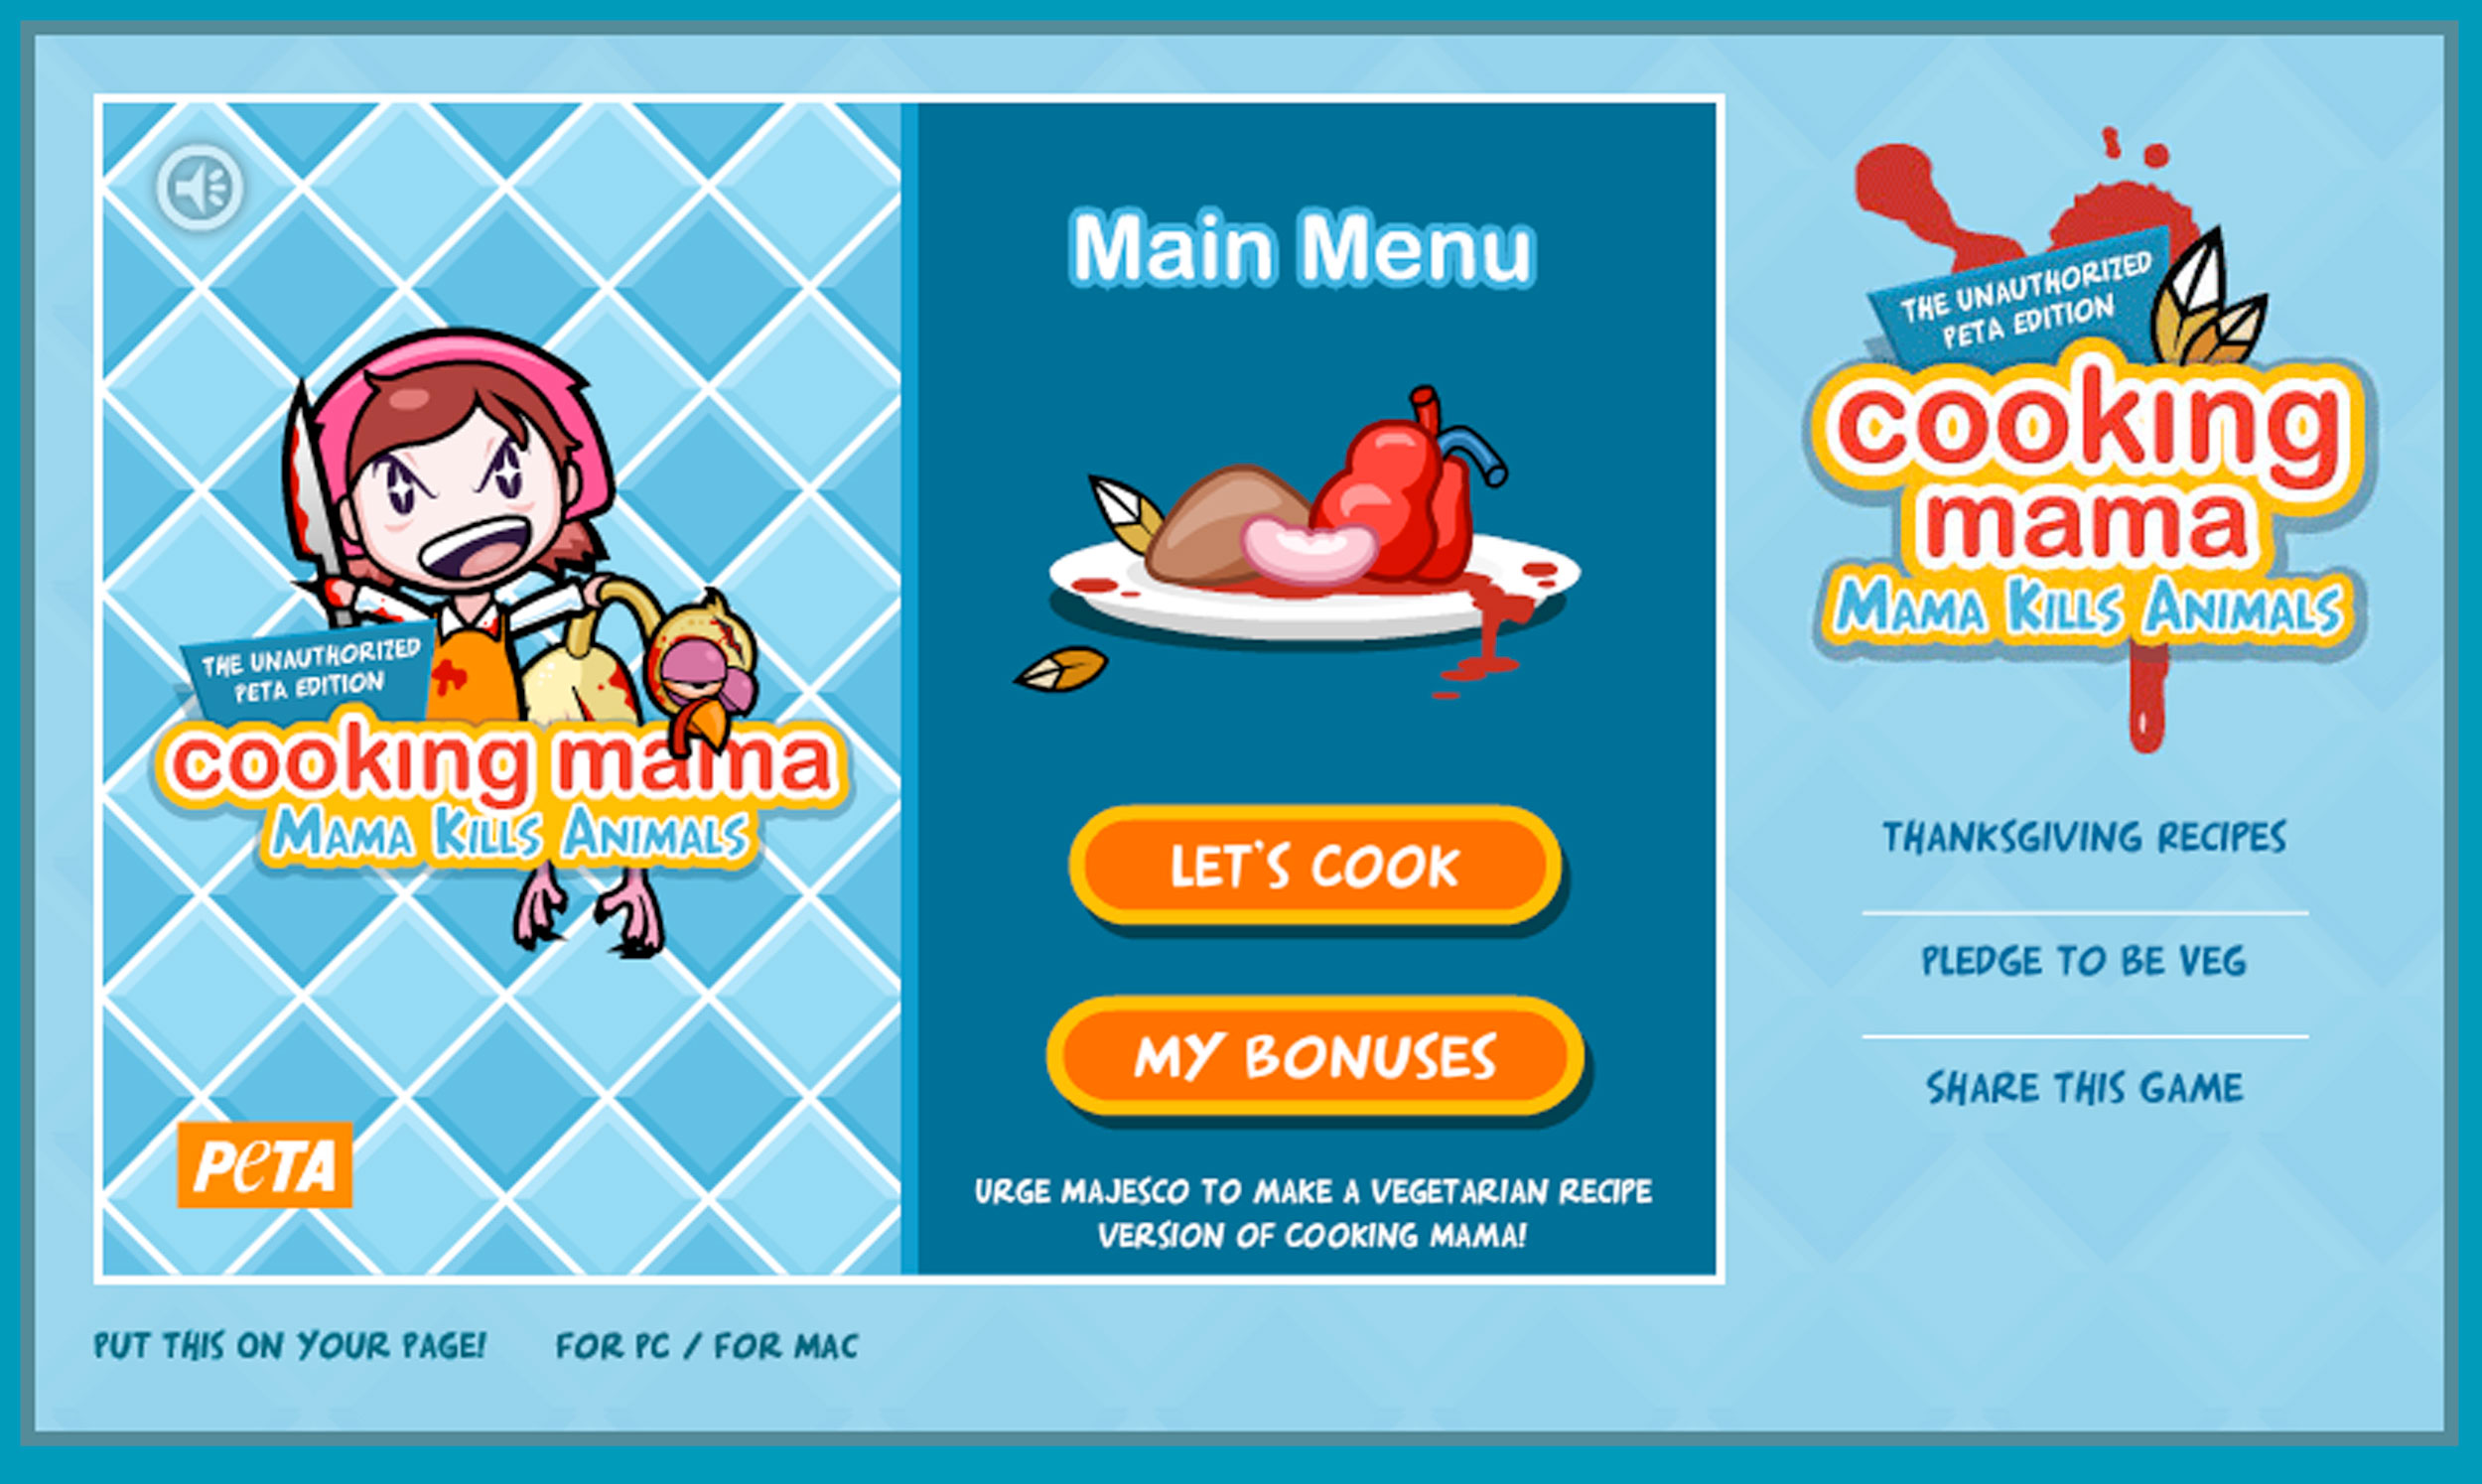 THE UNAUTHORIZED
PETA EDITION
cooking mama
MAMA KILLS ANIMALS
PETA
Main Menu
LET'S COOK
MY BONUSES
URGE MAJESCO TO MAKE A VEGETARIAN RECIPE
VERSION OF COOKING MAMA!
THE UNAUTHORIZED
PETA EDITION
cooking
mama
MAMA KILLS ANIMALS
THANKSGIVING RECIPES
PLEDGE TO BE VEG
SHARE THIS GAME
PUT THIS ON YOUR PAGE! FOR PC / FOR MAC